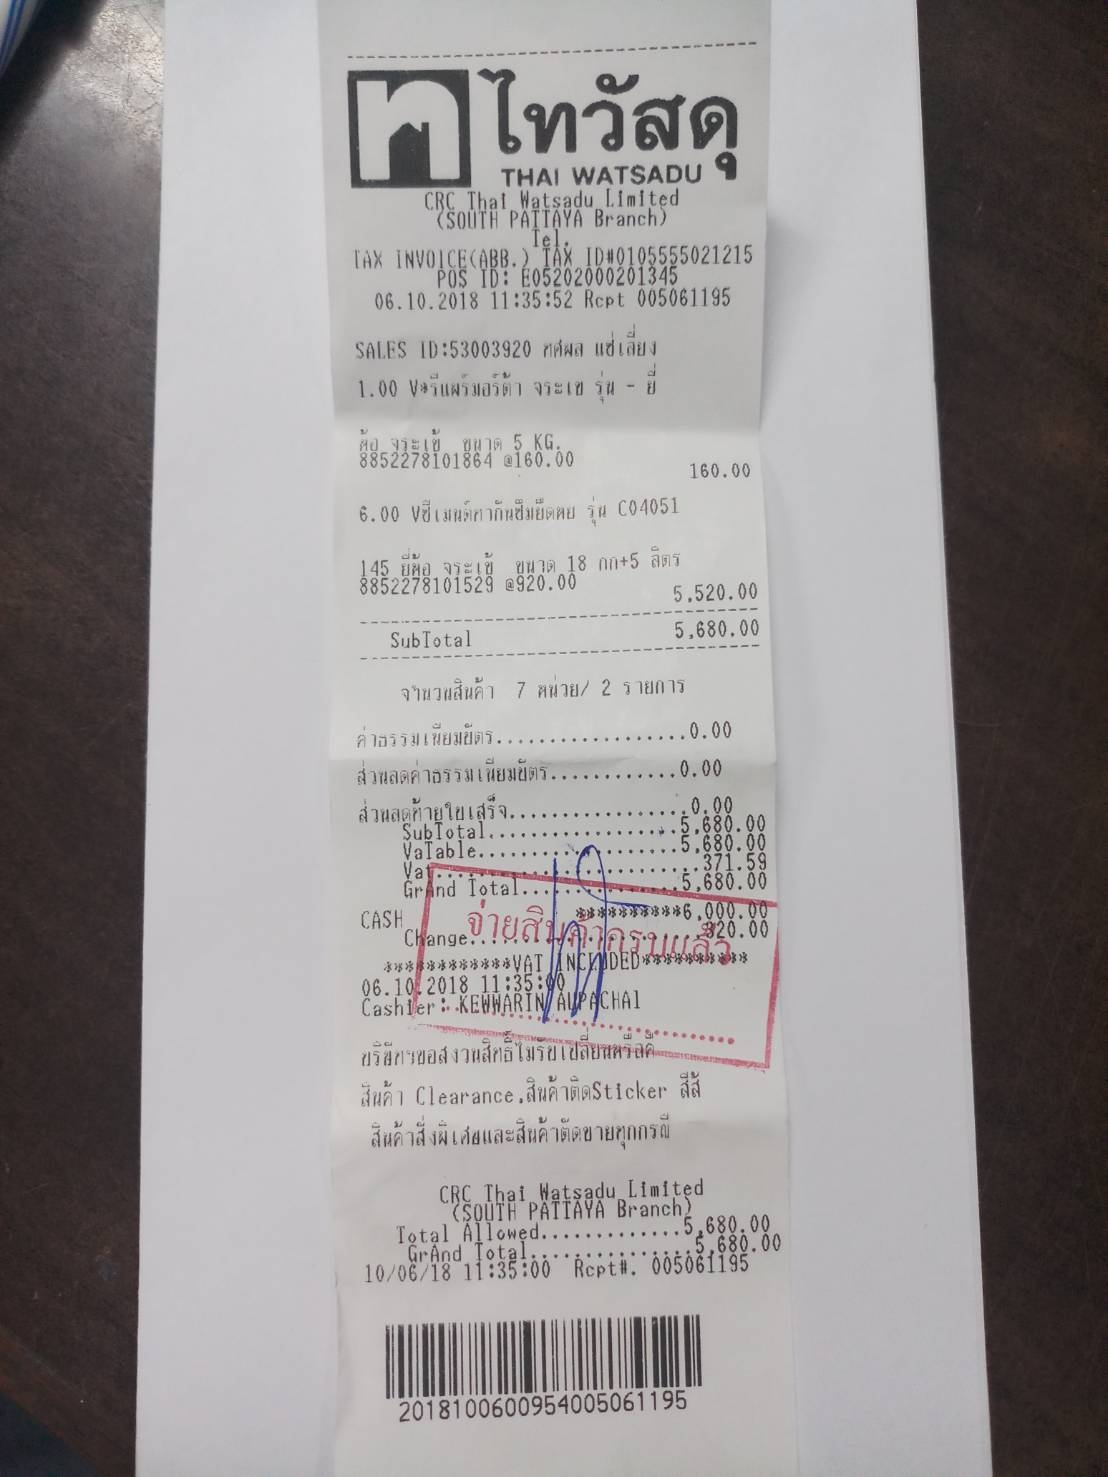 ไทวัสดุ
THAI WATSADU
CRC Thai Watsadu Limited
(SOUTH PATTAYA Branch)
Tel.
TAX INVOICE(ABB.) TAX ID#0105555021215
POS ID: E05202000201345
06.10.2018 11:35:52 Rcpt 005061195
SALES ID:53003920 ทศผล แซ่เลี่ยง
1.00 V*รีแพร์มอร์ต้า จระเข รุ่น - ยี่
ห้อ จระเข้ ขนาด 5 KG.
8852278101864 @160.00
160.00
6.00 Vซีเมนต์ทากันซึมยืดหย รุ่น C04051
145 ยี่ห้อ จระเข้ ขนาด 18 กก+5 ลิตร
8852278101529 @920.00
5,520.00
SubTotal 5,680.00
จำนวนสินค้า 7 หน่วย/ 2 รายการ
ค่าธรรมเนียมบัตร...................0.00
ส่วนลดค่าธรรมเนียมบัตร............0.00
ส่วนลดท้ายใบเสร็จ..................0.00
SubTotal...................5,680.00
VaTable....................5,680.00
Vat........................371.59
GrAnd Total................5,680.00
CASH **********6,000.00
Change.....................320.00
จ่ายสินค้าครบแล้ว
************VAT INCLUDED**********
06.10.2018 11:35:00
Cashier: KEWWARIN AUPACHAI
บริษัทฯขอสงวนสิทธิ์ไม่รับเปลี่ยนหรือคื
สินค้า Clearance,สินค้าติดSticker สีส้
สินค้าสั่งพิเศษและสินค้าตัดขายทุกกรณี
CRC Thai Watsadu Limited
(SOUTH PATTAYA Branch)
Total Allowed..............5,680.00
GrAnd Total................5,680.00
10/06/18 11:35:00 Rcpt#. 005061195
2018100600954005061195